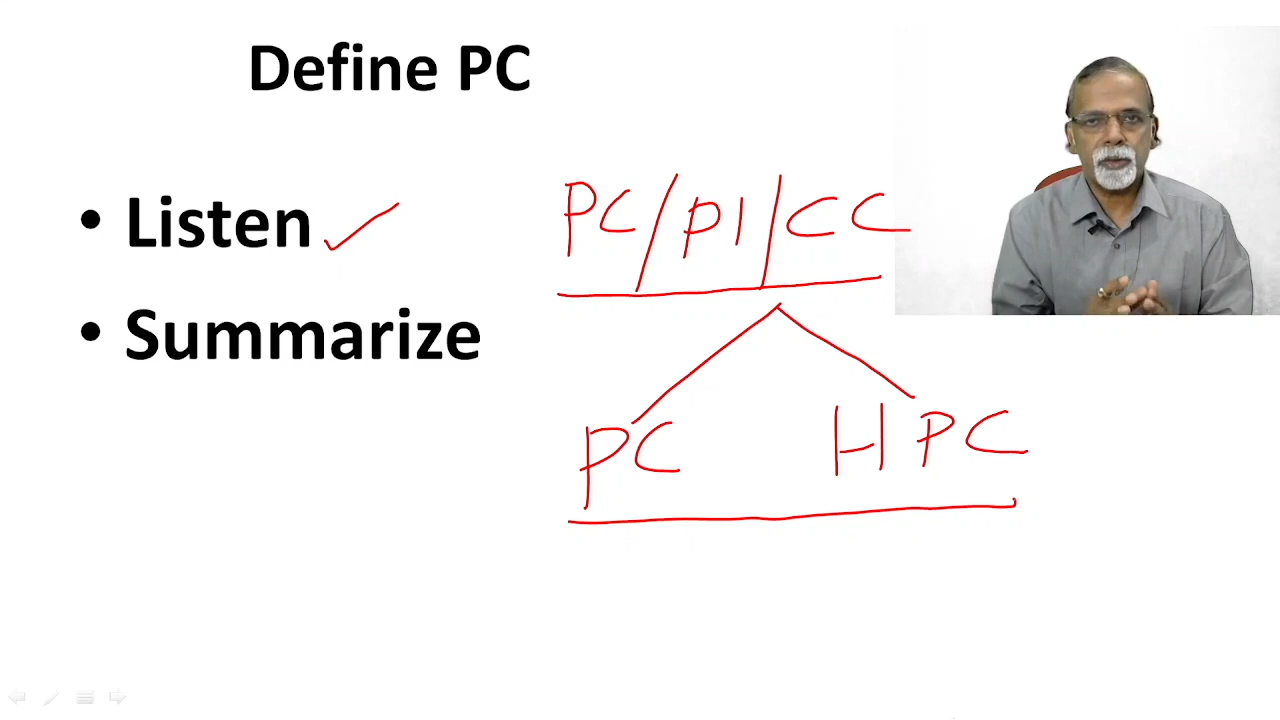 Define PC
• Listen
• Summarize
PC/PI/CC
PC HPC